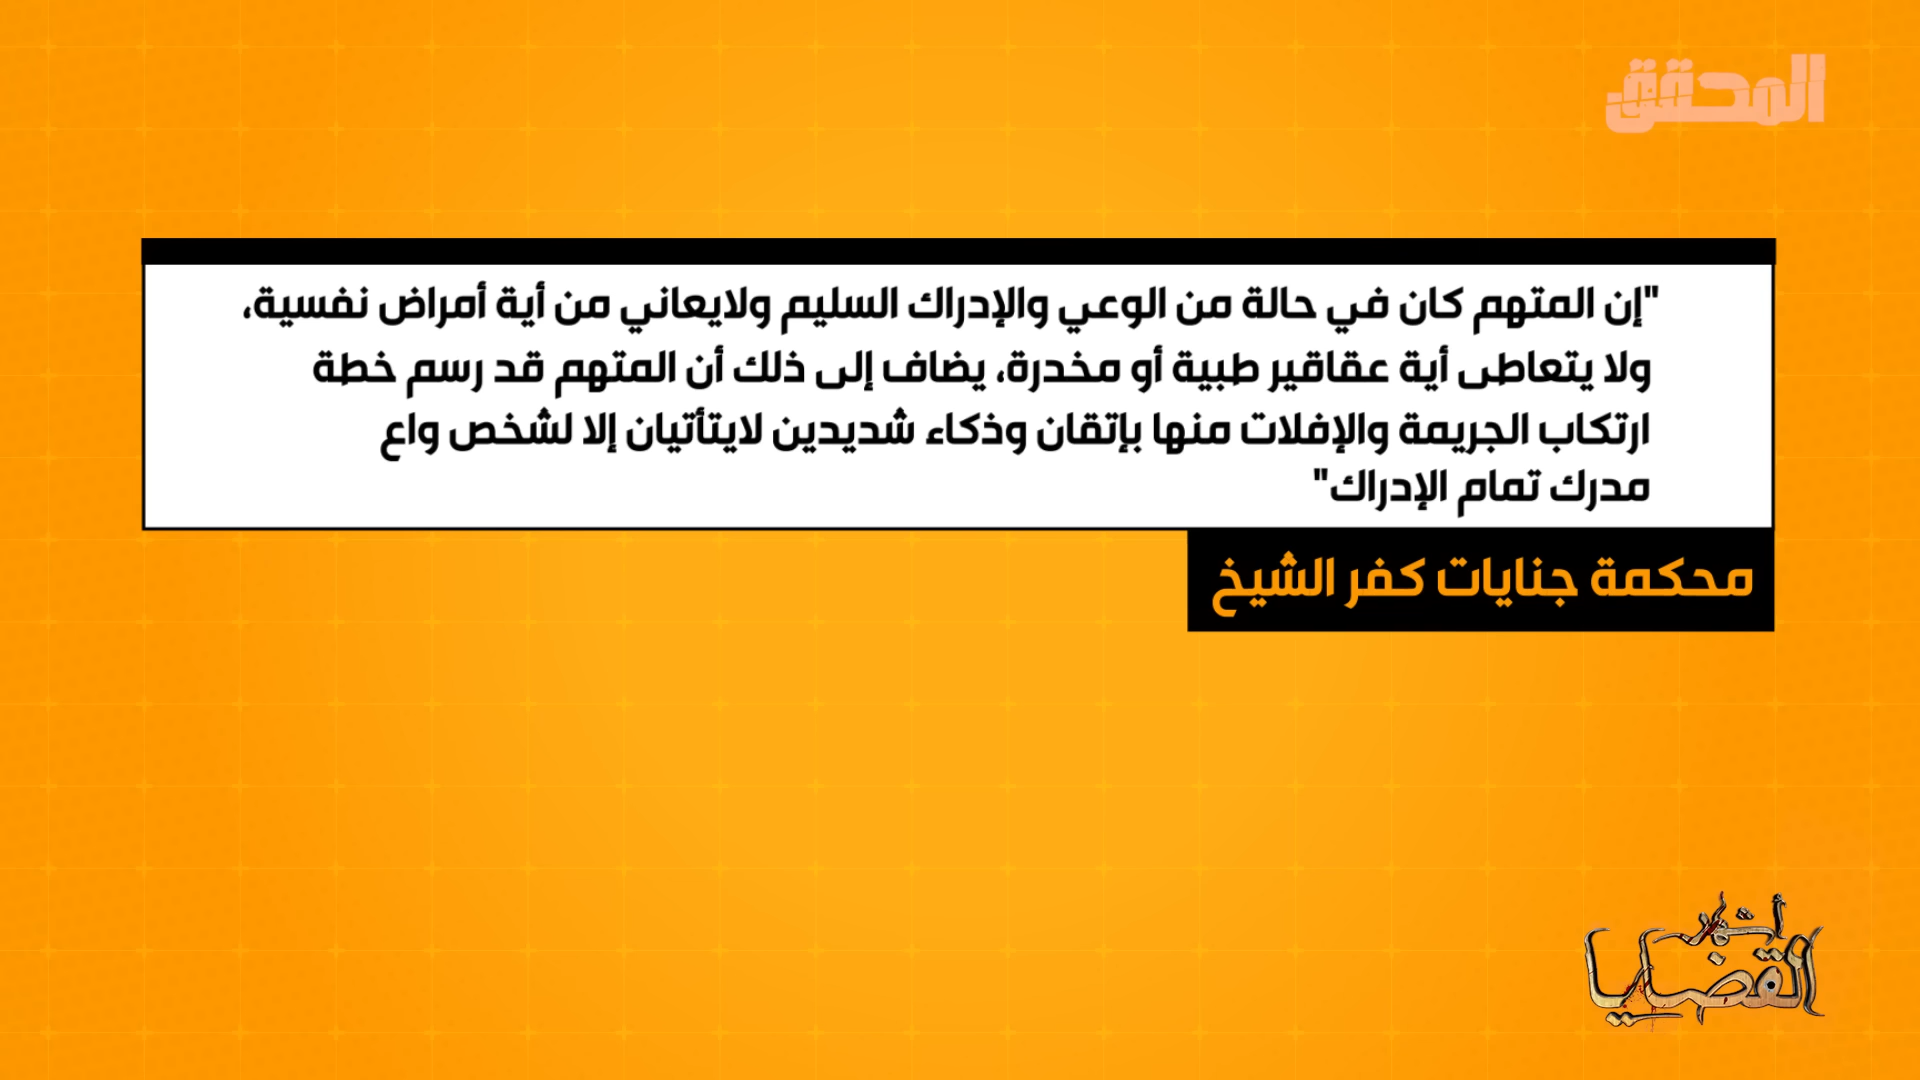 المحقق
"إن المتهم كان في حالة من الوعي والإدراك السليم ولايعاني من أية أمراض نفسية،
ولا يتعاطى أية عقاقير طبية أو مخدرة، يضاف إلى ذلك أن المتهم قد رسم خطة
ارتكاب الجريمة والإفلات منها بإتقان وذكاء شديدين لايتأتيان إلا لشخص واع
مدرك تمام الإدراك"
محكمة جنايات كفر الشيخ
أشهر
القضايا